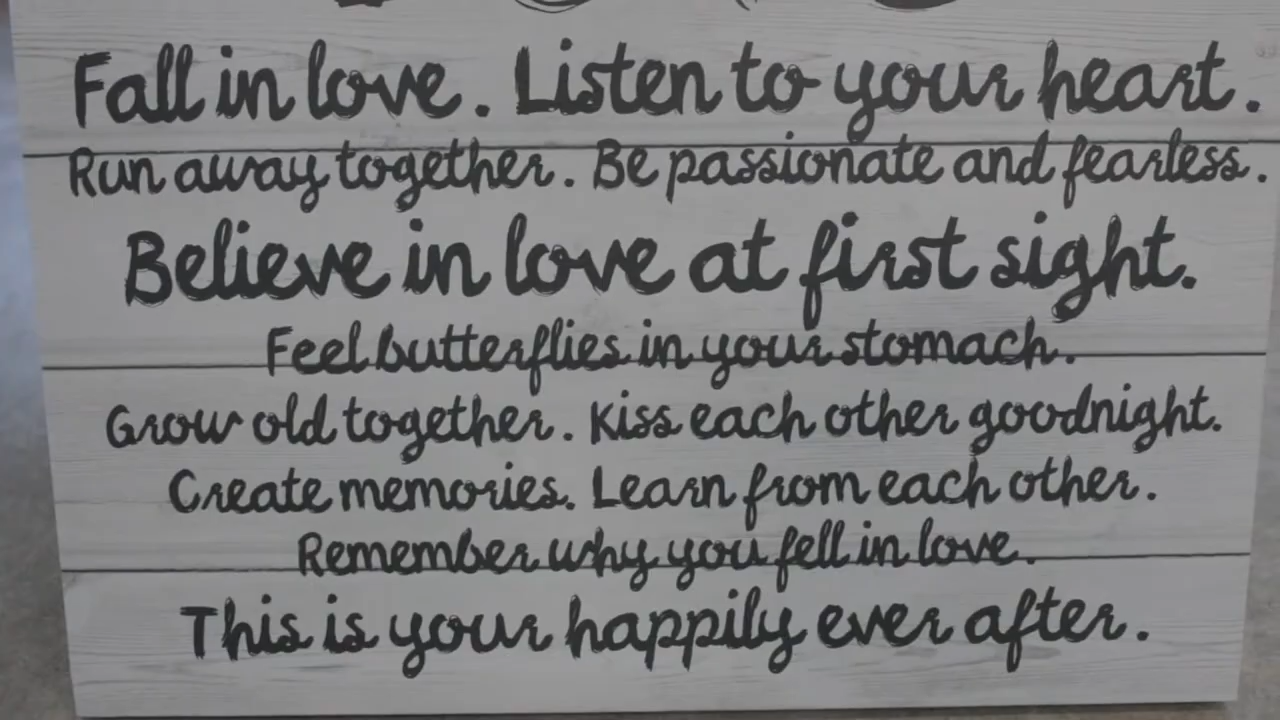 Fall in love. Listen to your heart.
Run away together. Be passionate and fearless.
Believe in love at first sight.
Feel butterflies in your stomach.
Grow old together. Kiss each other goodnight.
Create memories. Learn from each other.
Remember why you fell in love.
This is your happily ever after.